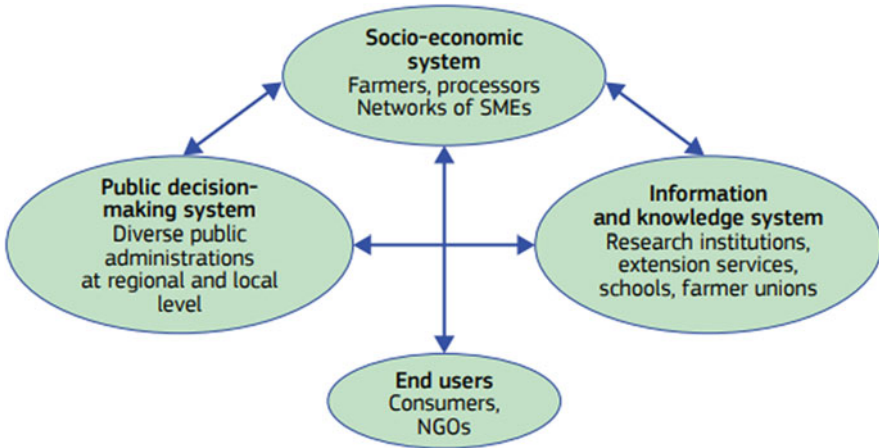 Socio-economic
system
Farmers, processors
Networks of SMEs
Public decision-
making system
Diverse public
administrations
at regional and local
level
Information
and knowledge system
Research institutions,
extension services,
schools, farmer unions
End users
Consumers,
NGOs